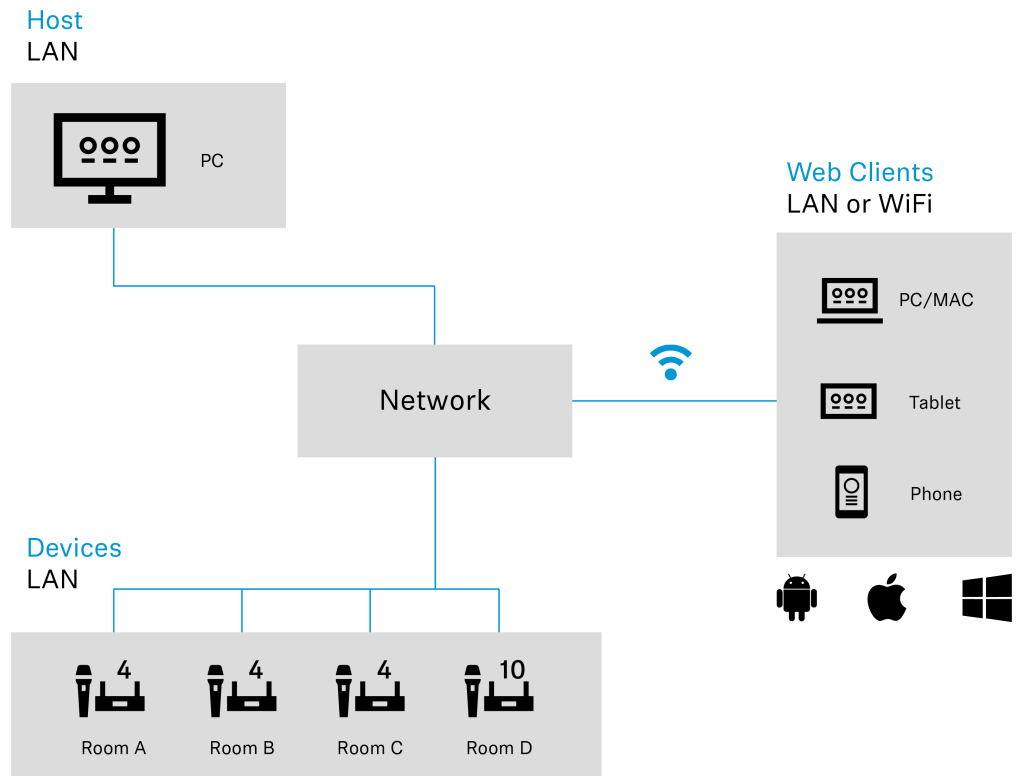 Host
LAN
PC
Web Clients
LAN or WiFi
PC/MAC
Network
Tablet
Phone
Devices
LAN
4 4 4 10
Room A Room B Room C Room D